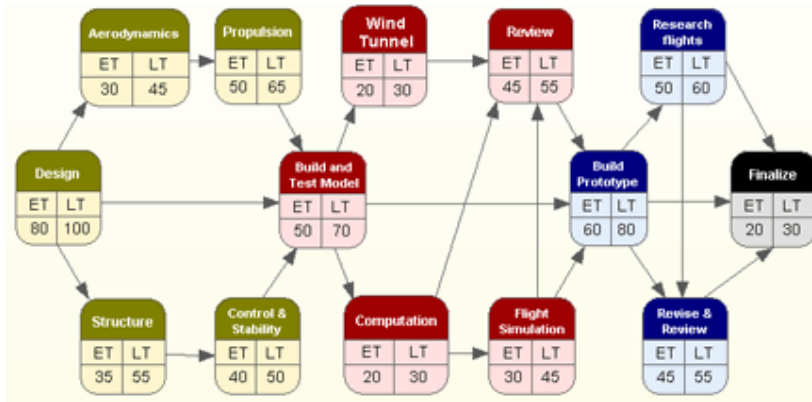 Aerodynamics
ET LT
30 45
Propulsion
ET LT
50 65
Wind
Tunnel
ET LT
20 30
Review
ET LT
45 55
Research
flights
ET LT
50 60
Design
ET LT
80 100
Build and
Test Model
ET LT
50 70
Build
Prototype
ET LT
60 80
Finalize
ET LT
20 30
Structure
ET LT
35 55
Control &
Stability
ET LT
40 50
Computation
ET LT
20 30
Flight
Simulation
ET LT
30 45
Revise &
Review
ET LT
45 55